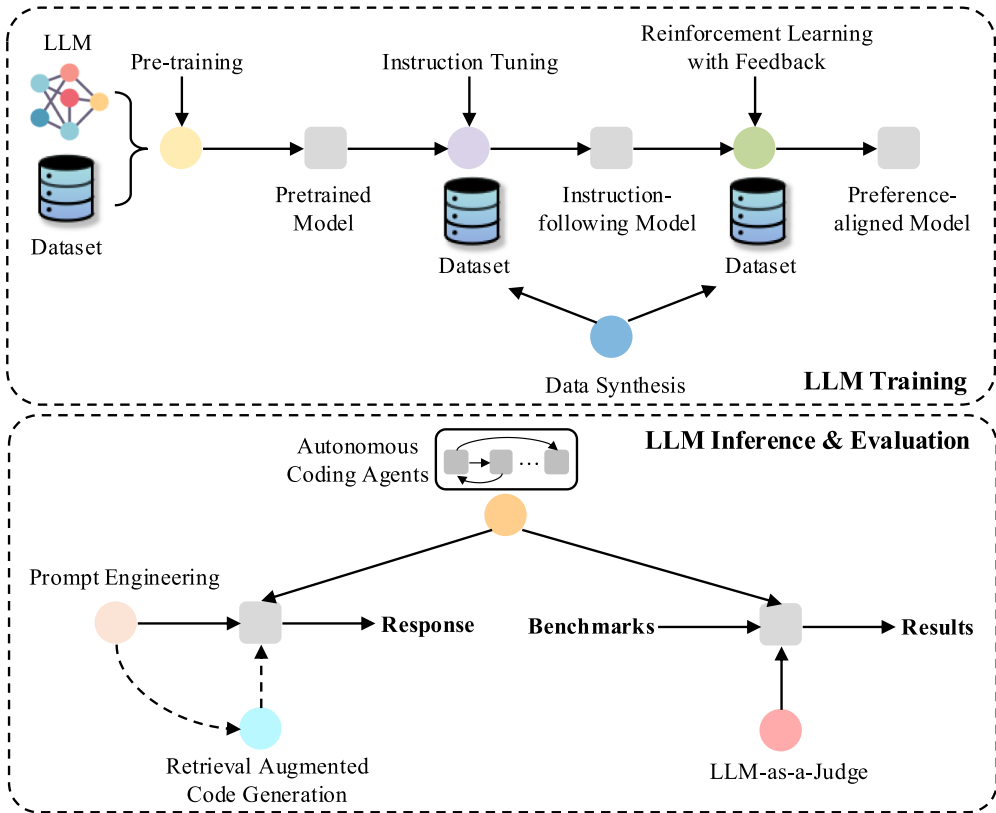 LLM
Pre-training
Instruction Tuning
Reinforcement Learning
with Feedback
Dataset
Pretrained
Model
Dataset
Instruction-
following Model
Dataset
Preference-
aligned Model
Data Synthesis
LLM Training
LLM Inference & Evaluation
Autonomous
Coding Agents
...
Prompt Engineering
Response
Benchmarks
Results
Retrieval Augmented
Code Generation
LLM-as-a-Judge